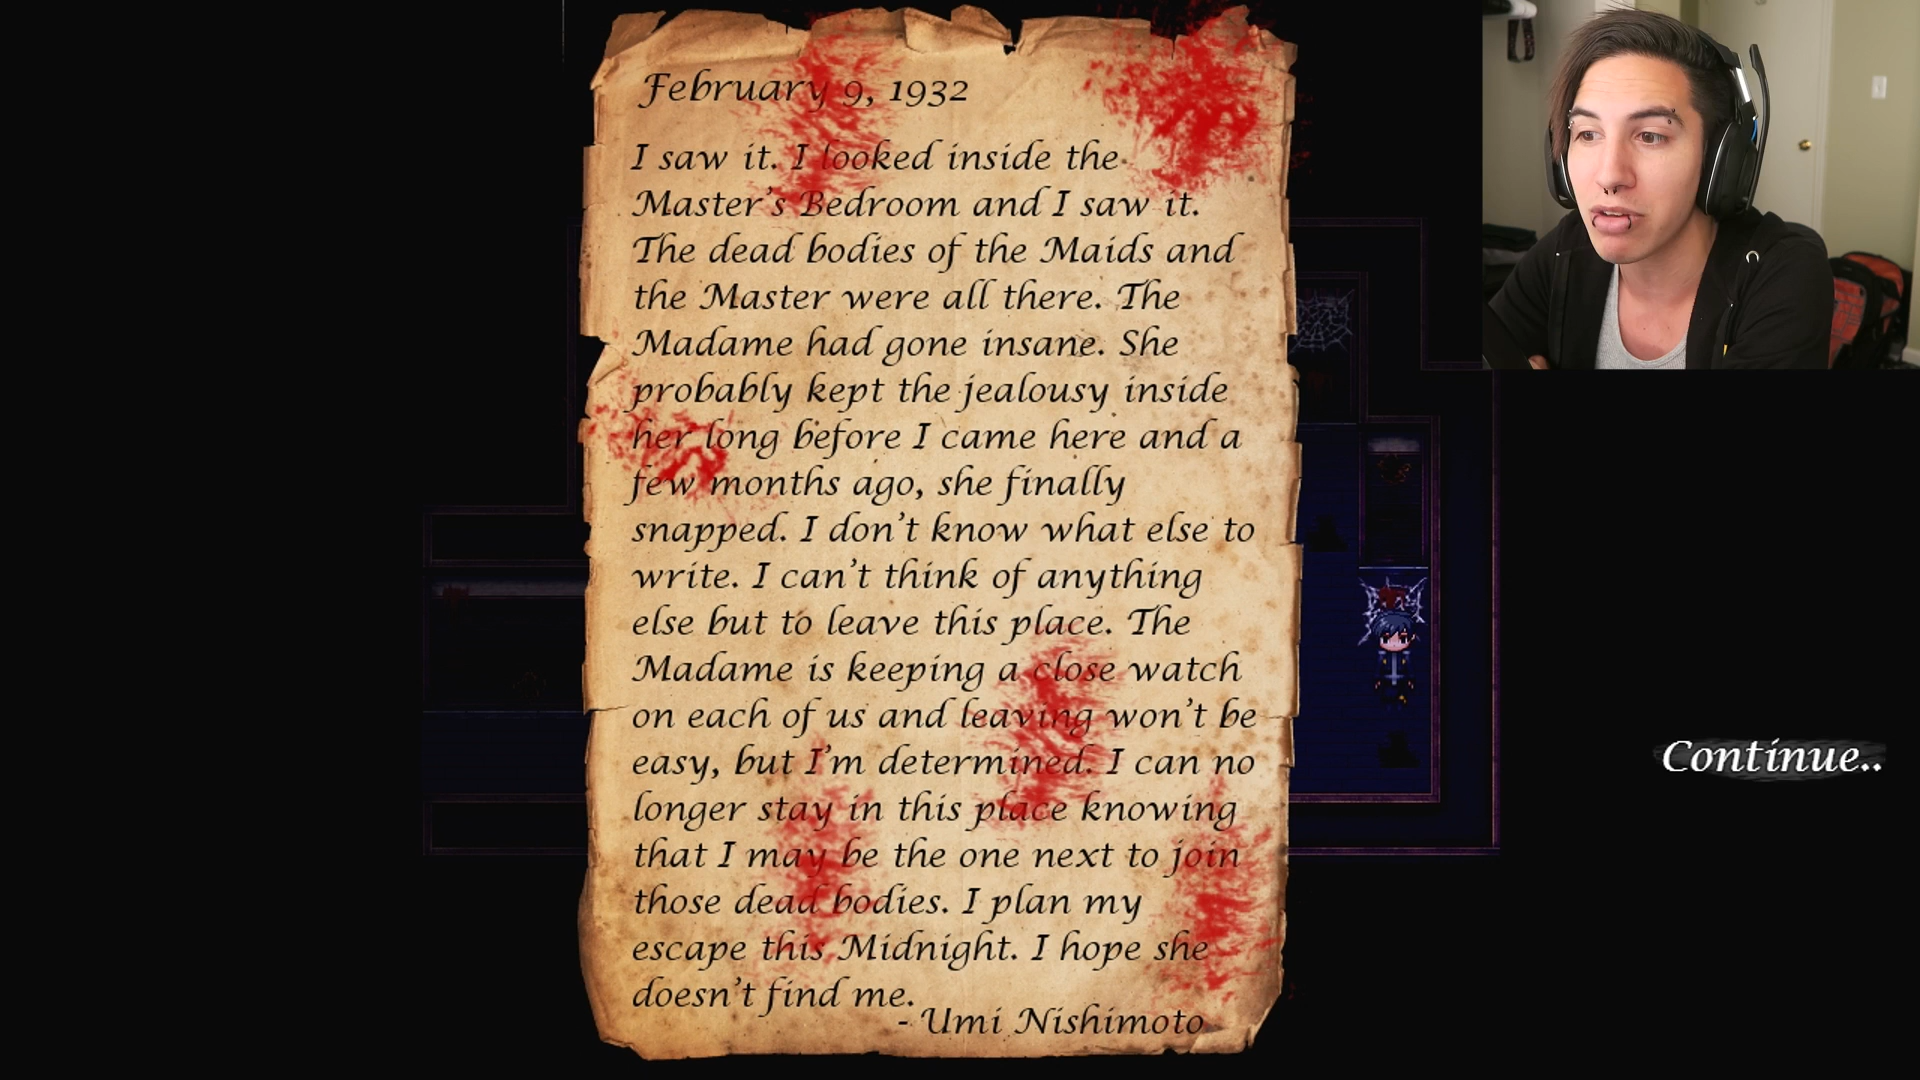 February 9, 1932
I saw it. I looked inside the
Master's Bedroom and I saw it.
The dead bodies of the Maids and
the Master were all there. The
Madame had gone insane. She
probably kept the jealousy inside
her long before I came here and a
few months ago, she finally
snapped. I don't know what else to
write. I can't think of anything
else but to leave this place. The
Madame is keeping a close watch
on each of us and leaving won't be
easy, but I'm determined. I can no
longer stay in this place knowing
that I may be the one next to join
those dead bodies. I plan my
escape this Midnight. I hope she
doesn't find me.
- Umi Nishimoto
Continue..